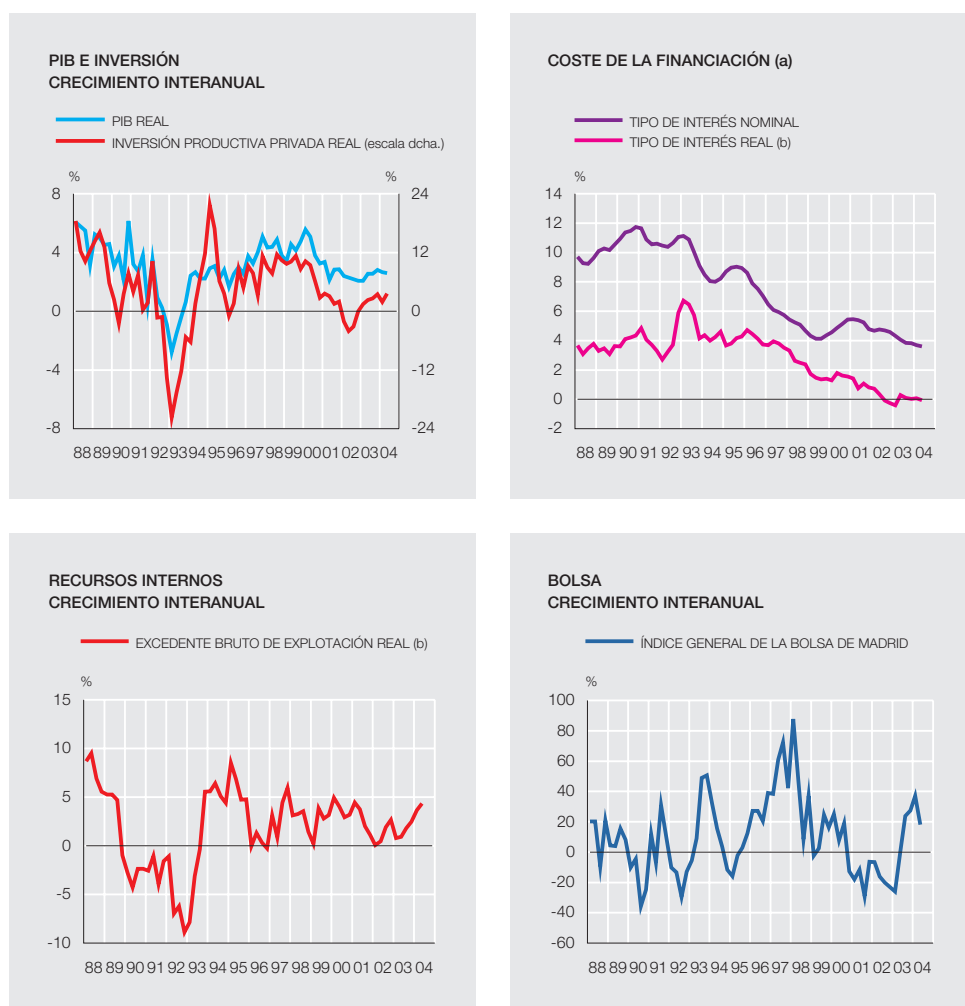 PIB E INVERSIÓN
CRECIMIENTO INTERANUAL
PIB REAL
INVERSIÓN PRODUCTIVA PRIVADA REAL (escala dcha.)
% %
8 24
4 12
0 0
-4 -12
-8 -24
88 89 90 91 92 93 94 95 96 97 98 99 00 01 02 03 04
COSTE DE LA FINANCIACIÓN (a)
TIPO DE INTERÉS NOMINAL
TIPO DE INTERÉS REAL (b)
%
14
12
10
8
6
4
2
0
-2
88 89 90 91 92 93 94 95 96 97 98 99 00 01 02 03 04
RECURSOS INTERNOS
CRECIMIENTO INTERANUAL
EXCEDENTE BRUTO DE EXPLOTACIÓN REAL (b)
%
15
10
5
0
-5
-10
88 89 90 91 92 93 94 95 96 97 98 99 00 01 02 03 04
BOLSA
CRECIMIENTO INTERANUAL
ÍNDICE GENERAL DE LA BOLSA DE MADRID
%
100
80
60
40
20
0
-20
-40
-60
88 89 90 91 92 93 94 95 96 97 98 99 00 01 02 03 04